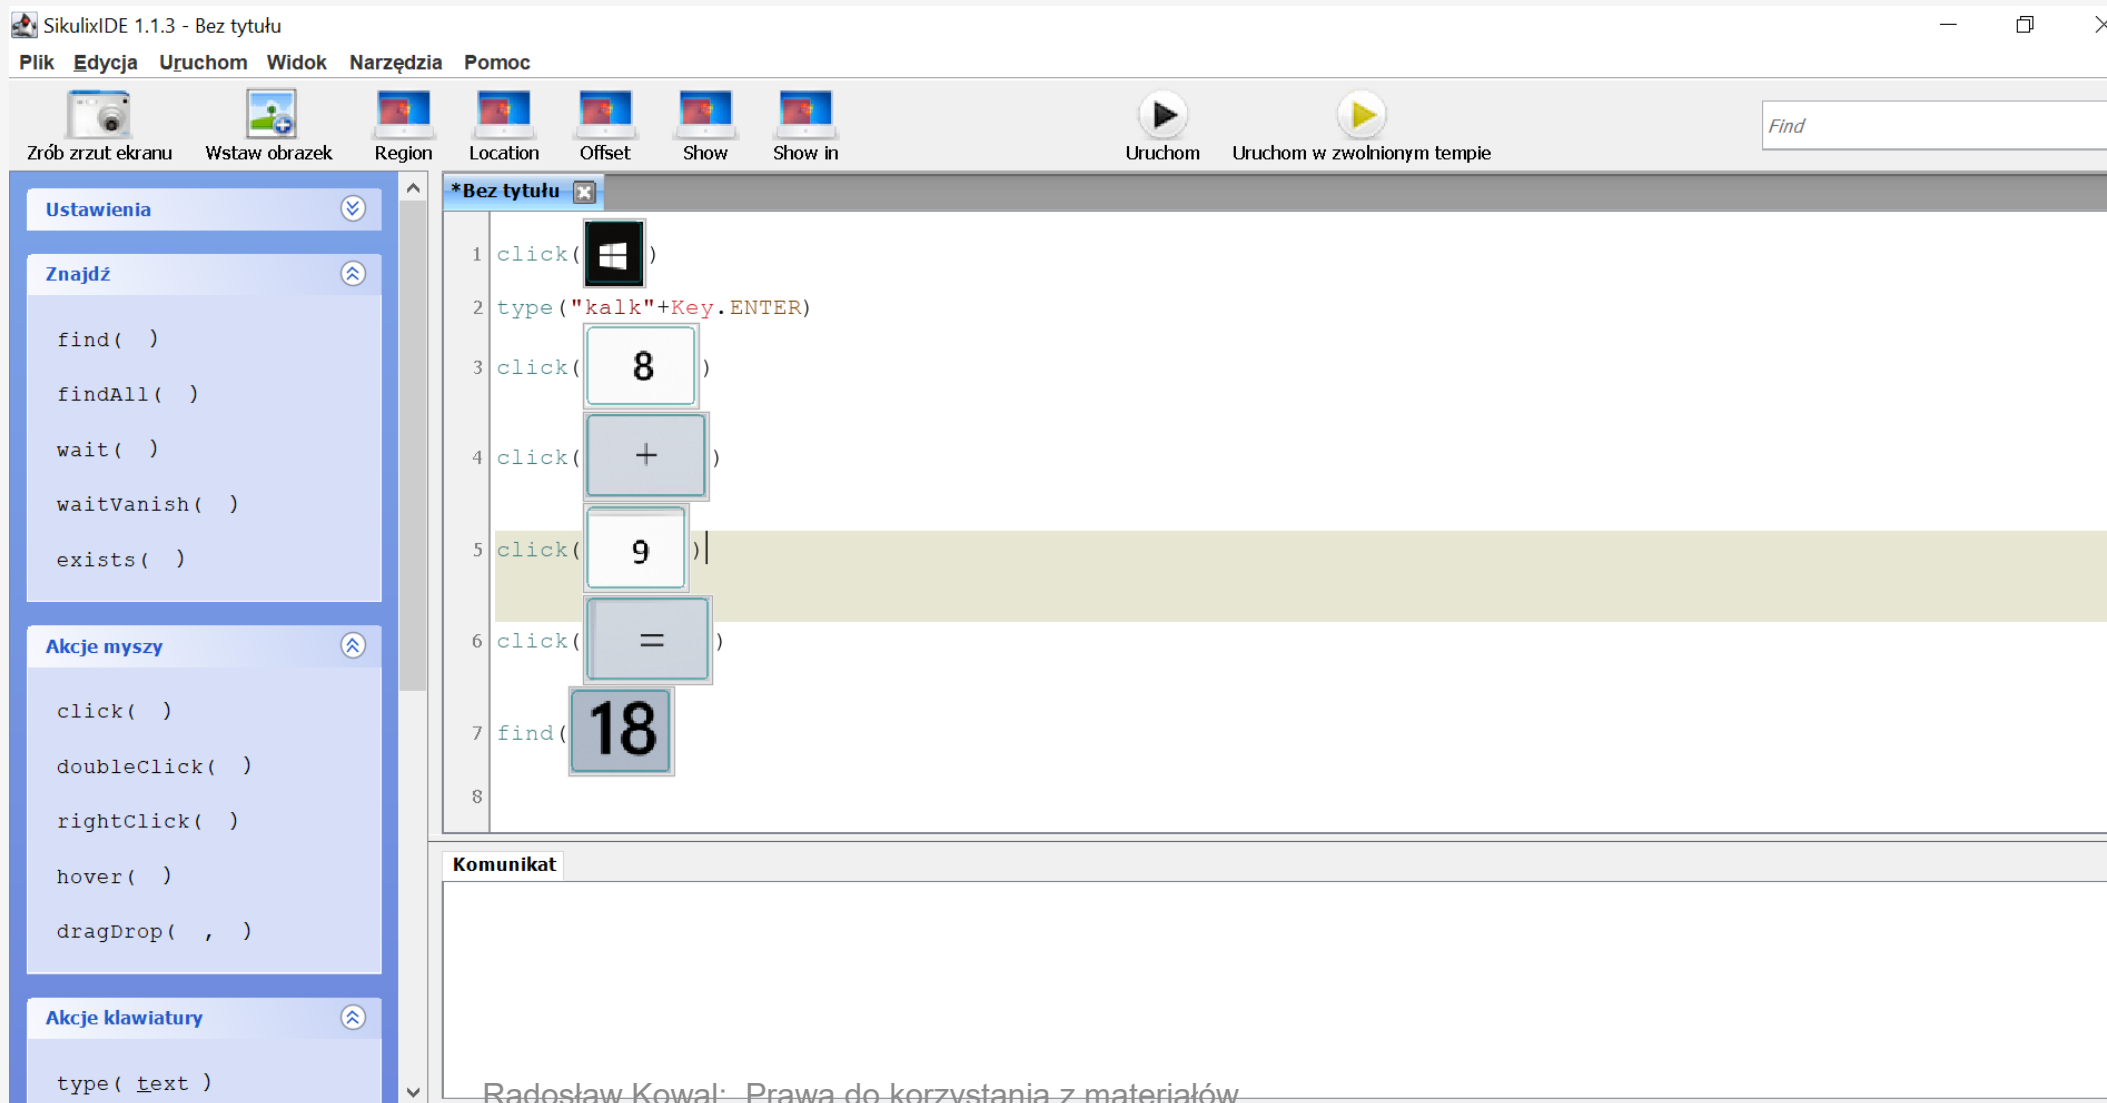 SikulixIDE 1.1.3 - Bez tytułu
Plik Edycja Uruchom Widok Narzędzia Pomoc
Zrób zrzut ekranu Wstaw obrazek Region Location Offset Show Show in Uruchom Uruchom w zwolnionym tempie Find
Ustawienia
Znajdź
find( )
findAll( )
wait( )
waitVanish( )
exists( )
Akcje myszy
click( )
doubleClick( )
rightClick( )
hover( )
dragDrop( , )
Akcje klawiatury
type( text )
*Bez tytułu
1 click( )
2 type("kalk"+Key.ENTER)
3 click( 8 )
4 click( + )
5 click( 9 )
6 click( = )
7 find( 18
8
Komunikat
Radosław Kowal: Prawa do korzystania z materiałów